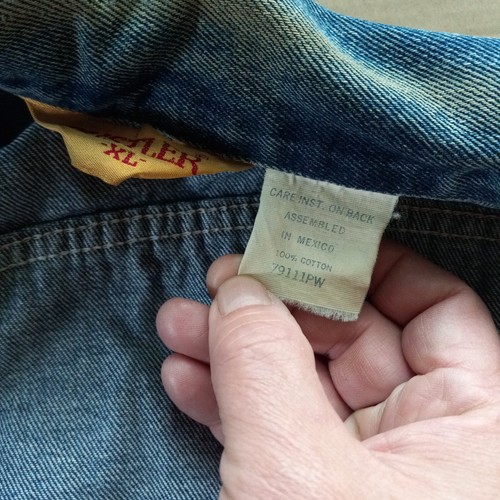 -XL-
CARE INST. ON BACK
ASSEMBLED
IN MEXICO
100% COTTON
79111PW